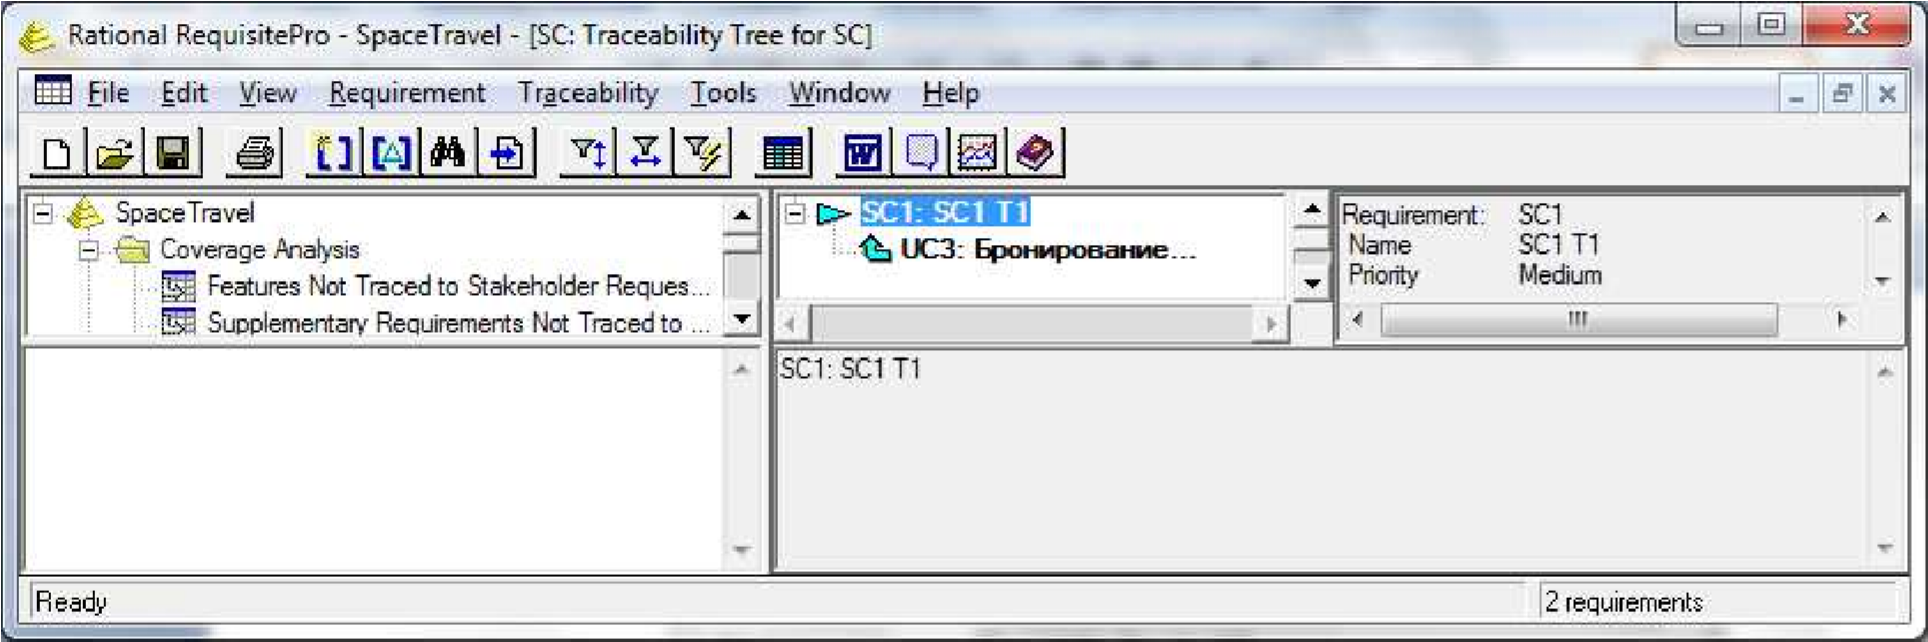 Rational RequisitePro - SpaceTravel - [SC: Traceability Tree for SC]
File Edit View Requirement Traceability Tools Window Help
SpaceTravel
Coverage Analysis
Features Not Traced to Stakeholder Reques...
Supplementary Requirements Not Traced to ...
SC1: SC1 T1
UC3: Бронирование...
Requirement: SC1
Name SC1 T1
Priority Medium
SC1: SC1 T1
Ready
2 requirements